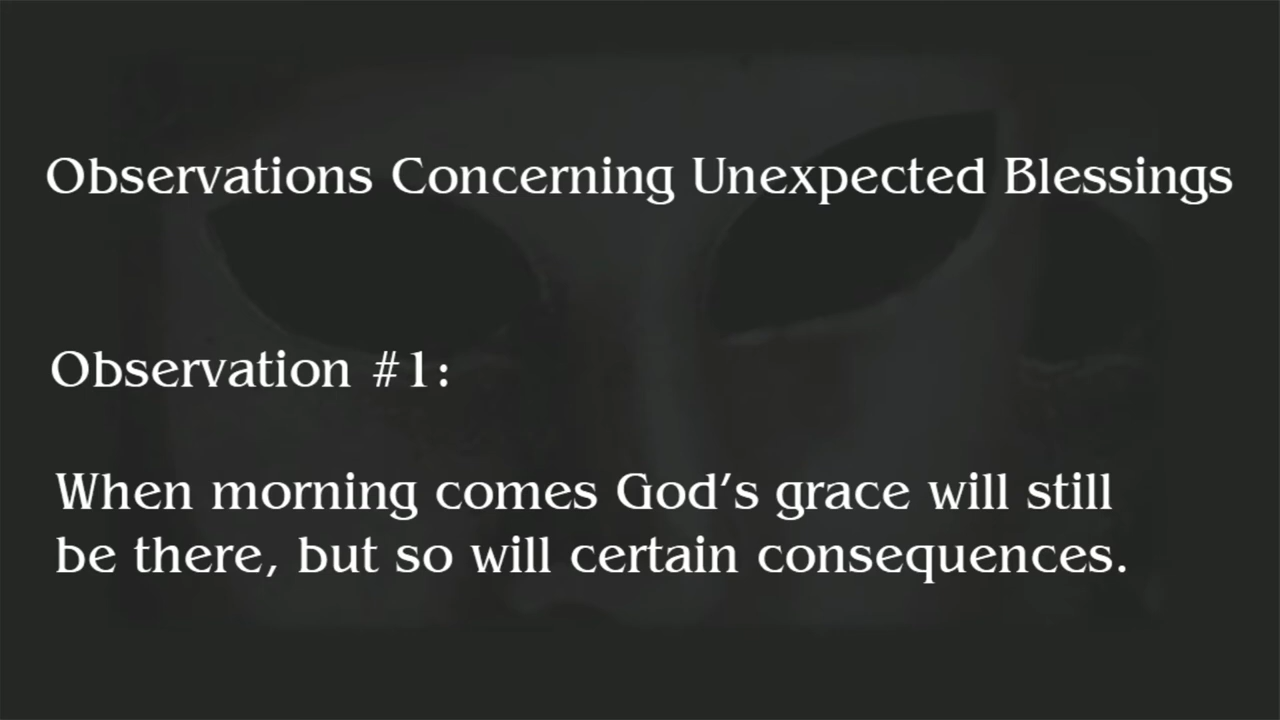 Observations Concerning Unexpected Blessings
Observation #1:
When morning comes God’s grace will still
be there, but so will certain consequences.